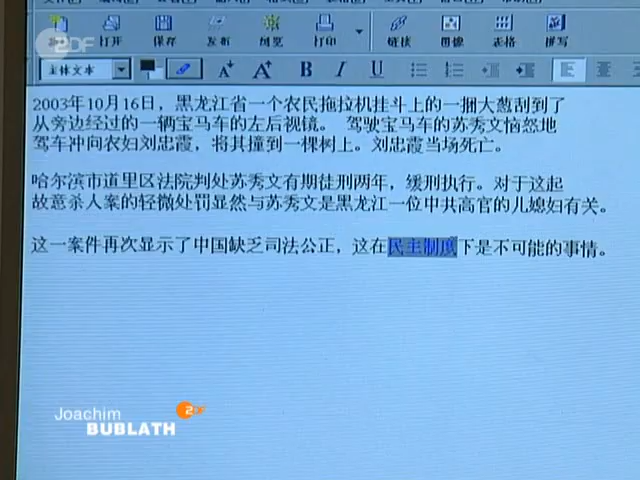 ZDF
打开
保存
发布
浏览
打印
链接
图像
表格
拼写
主体文本
B I U
2003年10月16日，黑龙江省一个农民拖拉机挂斗上的一捆大葱刮到了
从旁边经过的一辆宝马车的左后视镜。 驾驶宝马车的苏秀文恼怒地
驾车冲向农妇刘忠霞，将其撞到一棵树上。刘忠霞当场死亡。
哈尔滨市道里区法院判处苏秀文有期徒刑两年，缓刑执行。对于这起
故意杀人案的轻微处罚显然与苏秀文是黑龙江一位中共高官的儿媳妇有关。
这一案件再次显示了中国缺乏司法公正，这在民主制度下是不可能的事情。
Joachim
BUBLATH